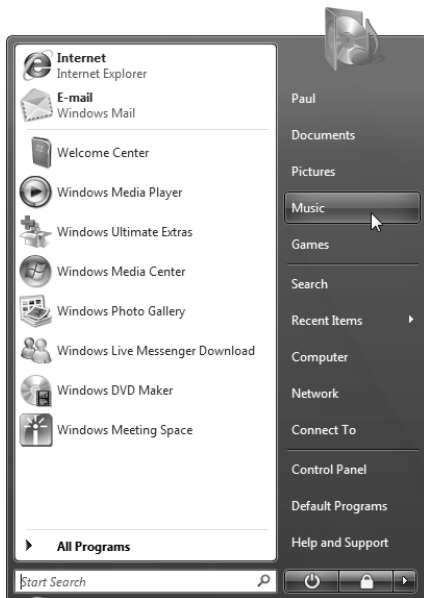 Internet
Internet Explorer
E-mail
Windows Mail
Welcome Center
Windows Media Player
Windows Ultimate Extras
Windows Media Center
Windows Photo Gallery
Windows Live Messenger Download
Windows DVD Maker
Windows Meeting Space
All Programs
Start Search
Paul
Documents
Pictures
Music
Games
Search
Recent Items
Computer
Network
Connect To
Control Panel
Default Programs
Help and Support